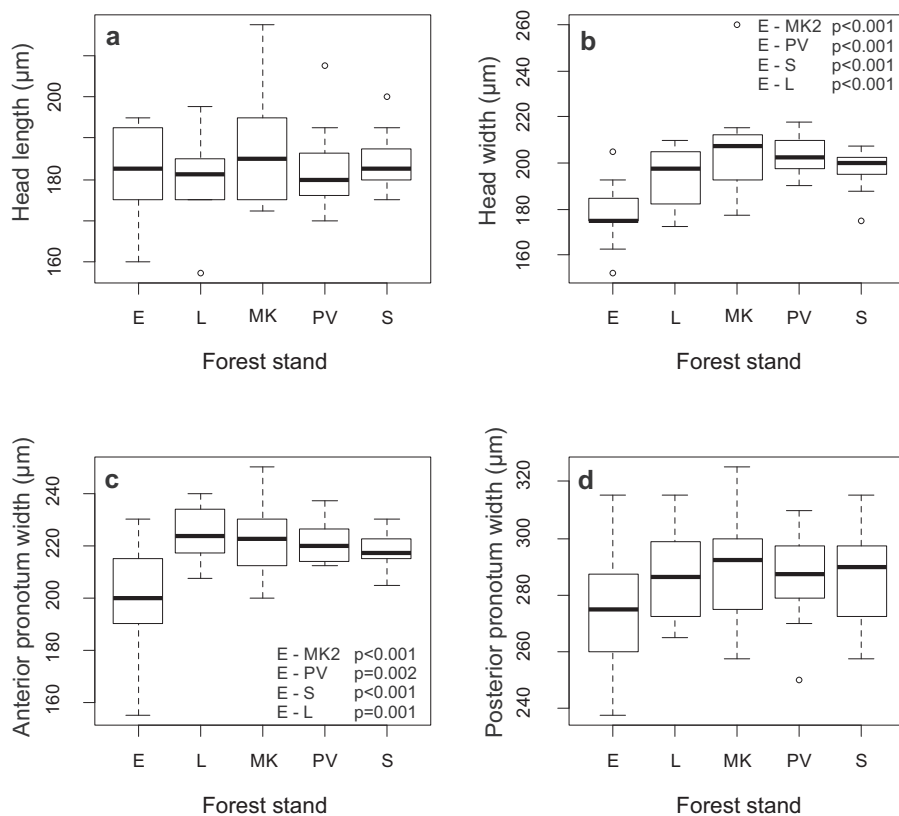 a
Head length (µm)
200
180
160
E L MK PV S
Forest stand
b
E - MK2 p<0.001
E - PV p<0.001
E - S p<0.001
E - L p<0.001
Head width (µm)
260
240
220
200
180
160
E L MK PV S
Forest stand
c
Anterior pronotum width (µm)
240
220
200
180
160
E - MK2 p<0.001
E - PV p=0.002
E - S p<0.001
E - L p=0.001
E L MK PV S
Forest stand
d
Posterior pronotum width (µm)
320
300
280
260
240
E L MK PV S
Forest stand